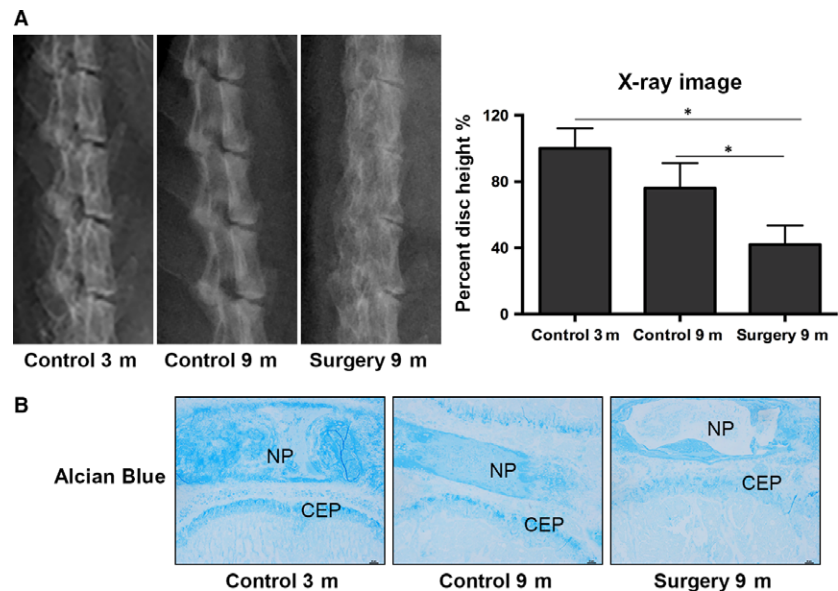 A
Control 3 m
Control 9 m
Surgery 9 m
X-ray image
Percent disc height %
120
80
40
0
*
*
Control 3 m
Control 9 m
Surgery 9 m
B
Alcian Blue
NP
CEP
NP
CEP
NP
CEP
Control 3 m
Control 9 m
Surgery 9 m